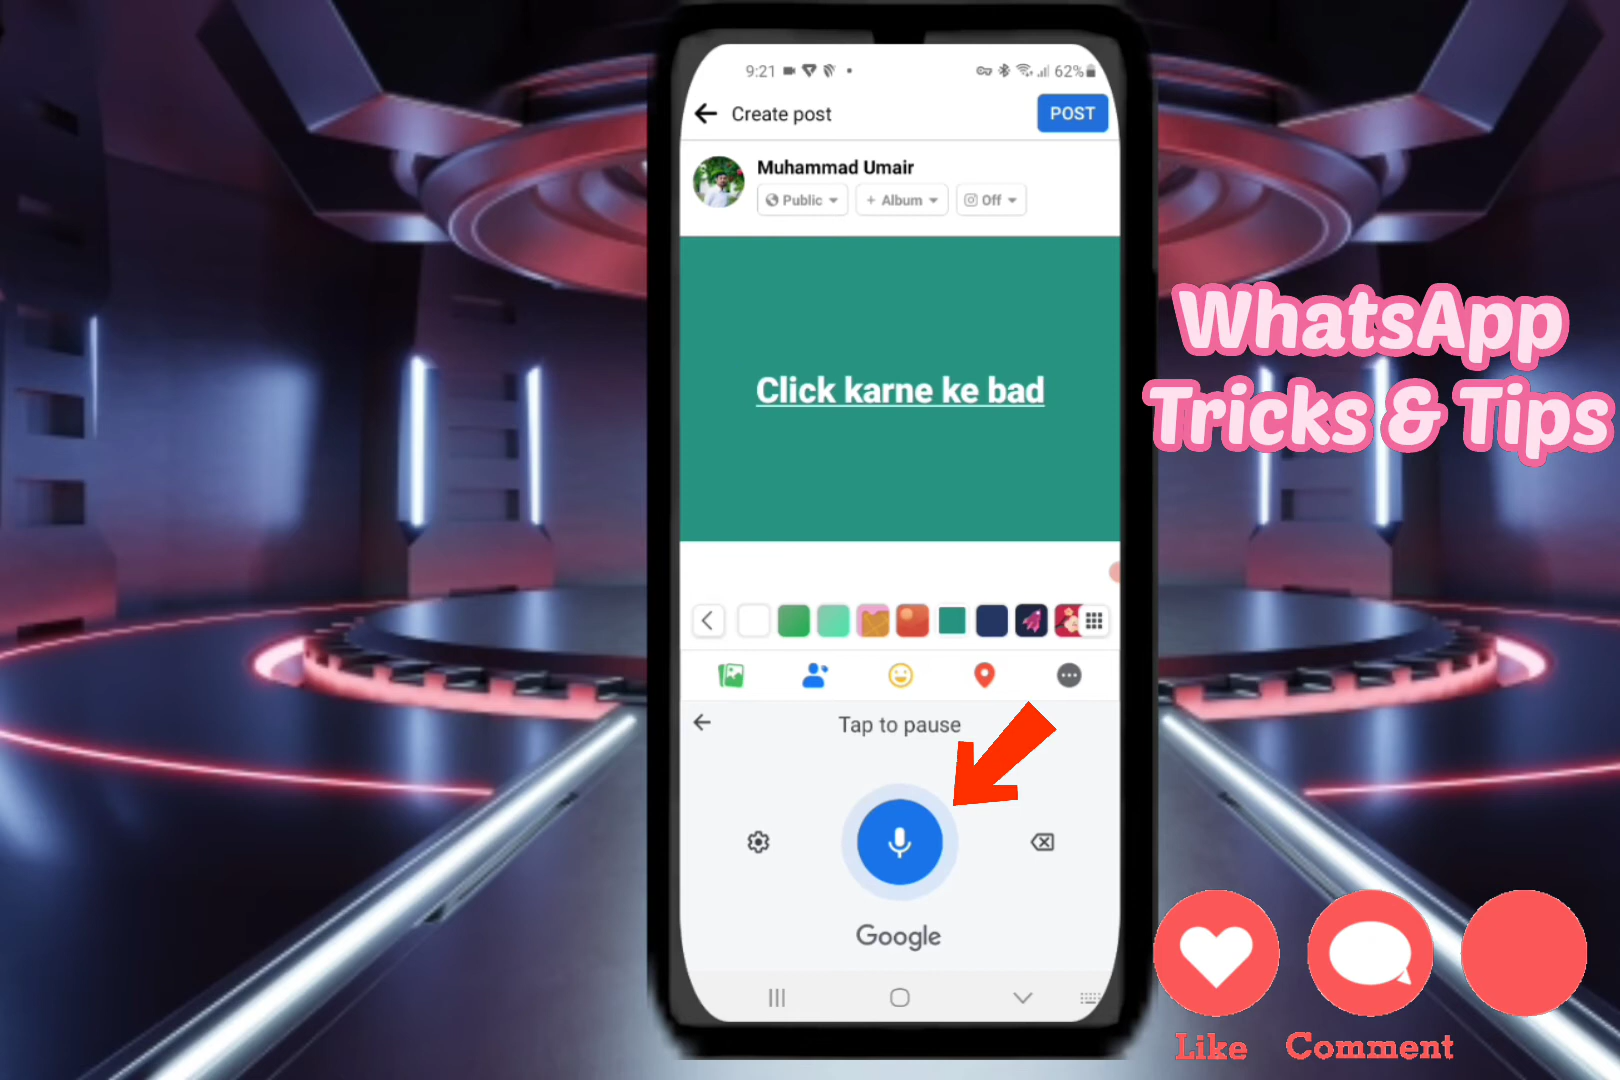 9:21
62%
Create post
POST
Muhammad Umair
Public
+ Album
Off
Click karne ke bad
WhatsApp
Tricks & Tips
Tap to pause
Google
Like
Comment